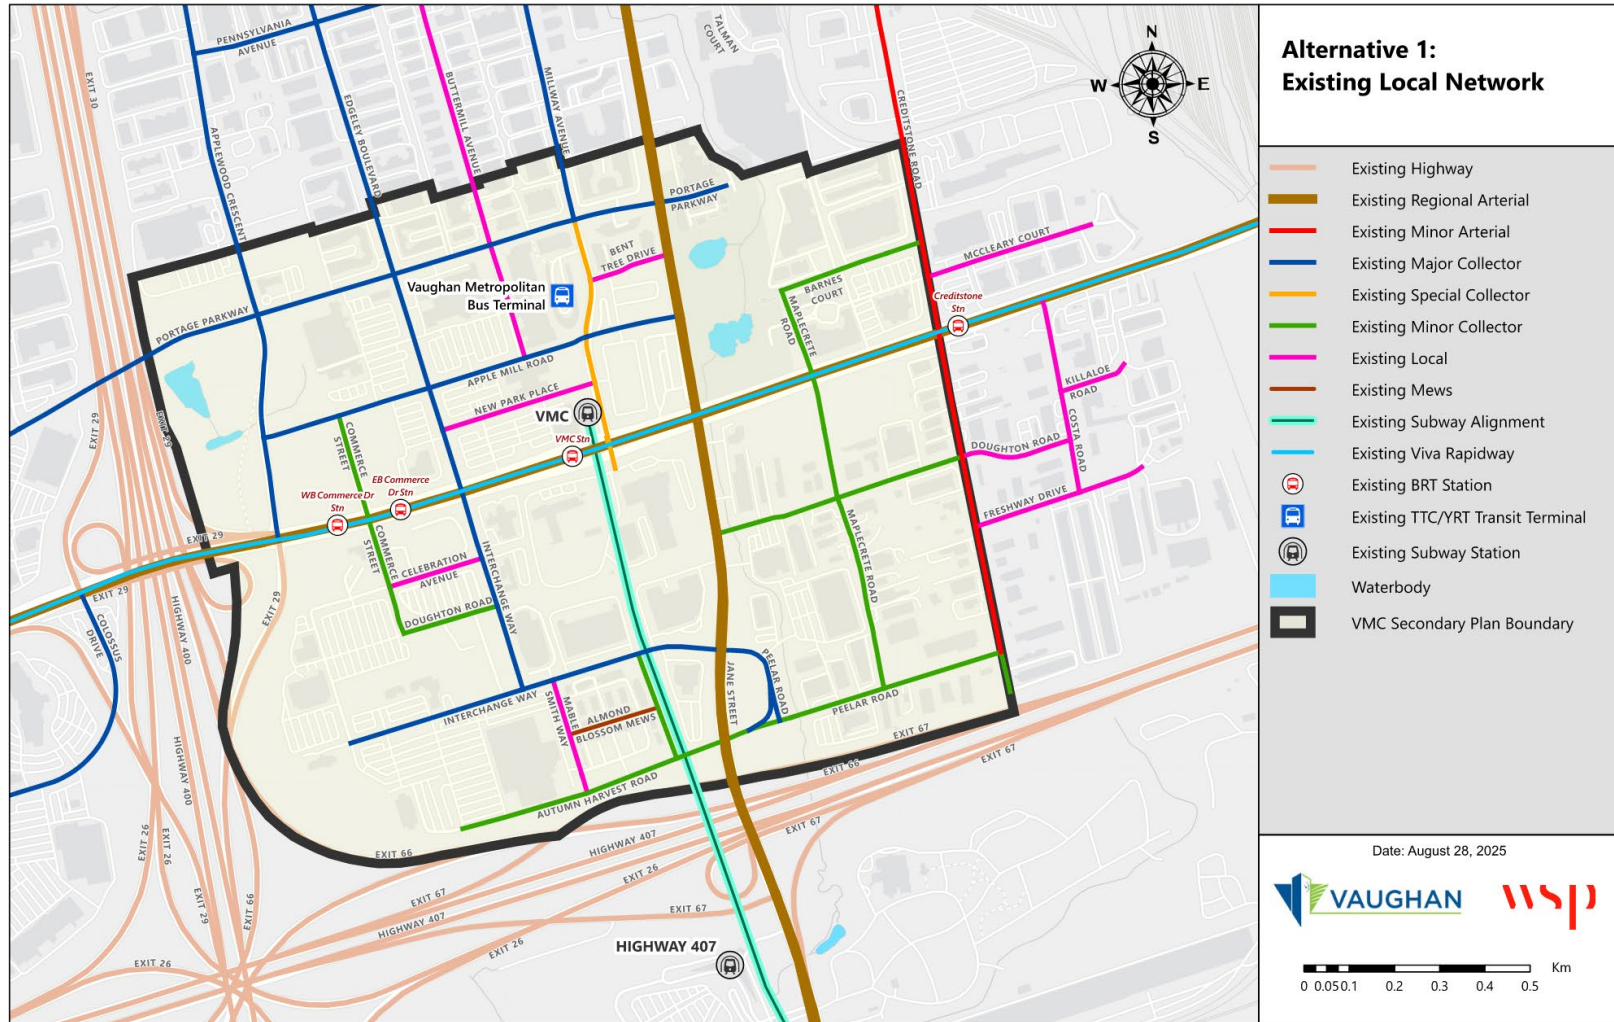 Alternative 1:
Existing Local Network
Existing Highway
Existing Regional Arterial
Existing Minor Arterial
Existing Major Collector
Existing Special Collector
Existing Minor Collector
Existing Local
Existing Mews
Existing Subway Alignment
Existing Viva Rapidway
Existing BRT Station
Existing TTC/YRT Transit Terminal
Existing Subway Station
Waterbody
VMC Secondary Plan Boundary
Date: August 28, 2025
VAUGHAN
wsp
Km
0 0.05 0.1 0.2 0.3 0.4 0.5
N
W E
S
PENNSYLVANIA
AVENUE
EXIT 30
APPLEWOOD CRESCENT
EDGELEY BOULEVARD
BUTTERMILL AVENUE
MILLWAY AVENUE
TALMAN
COURT
CREDITSTONE ROAD
PORTAGE
PARKWAY
BENT
TREE DRIVE
MCCLEARY COURT
Vaughan Metropolitan
Bus Terminal
BARNES
COURT
MAPLECRETE
ROAD
Creditstone
Stn
PORTAGE PARKWAY
APPLE MILL ROAD
NEW PARK PLACE
KILLALOE
ROAD
COSTA ROAD
VMC
VMC Stn
EXIT 29
EXIT 29
COMMERCE
STREET
DOUGHTON ROAD
FRESHWAY DRIVE
WB Commerce Dr
Stn
EB Commerce
Dr Stn
EXIT 29
COMMERCE
STREET
CELEBRATION
AVENUE
INTERCHANGE WAY
MAPLECRETE ROAD
DOUGHTON ROAD
EXIT 29
EXIT 29
COLOSSUS
DRIVE
HIGHWAY 400
INTERCHANGE WAY
MABLE
SMITH WAY
ALMOND
BLOSSOM MEWS
JANE STREET
PEELAR ROAD
PEELAR ROAD
HIGHWAY 400
AUTUMN HARVEST ROAD
EXIT 67
EXIT 66
EXIT 67
EXIT 67
HIGHWAY 407
EXIT 66
EXIT 26
EXIT 26
EXIT 26
EXIT 67
EXIT 29
EXIT 66
HIGHWAY 407
EXIT 67
EXIT 26
EXIT 26
HIGHWAY 407